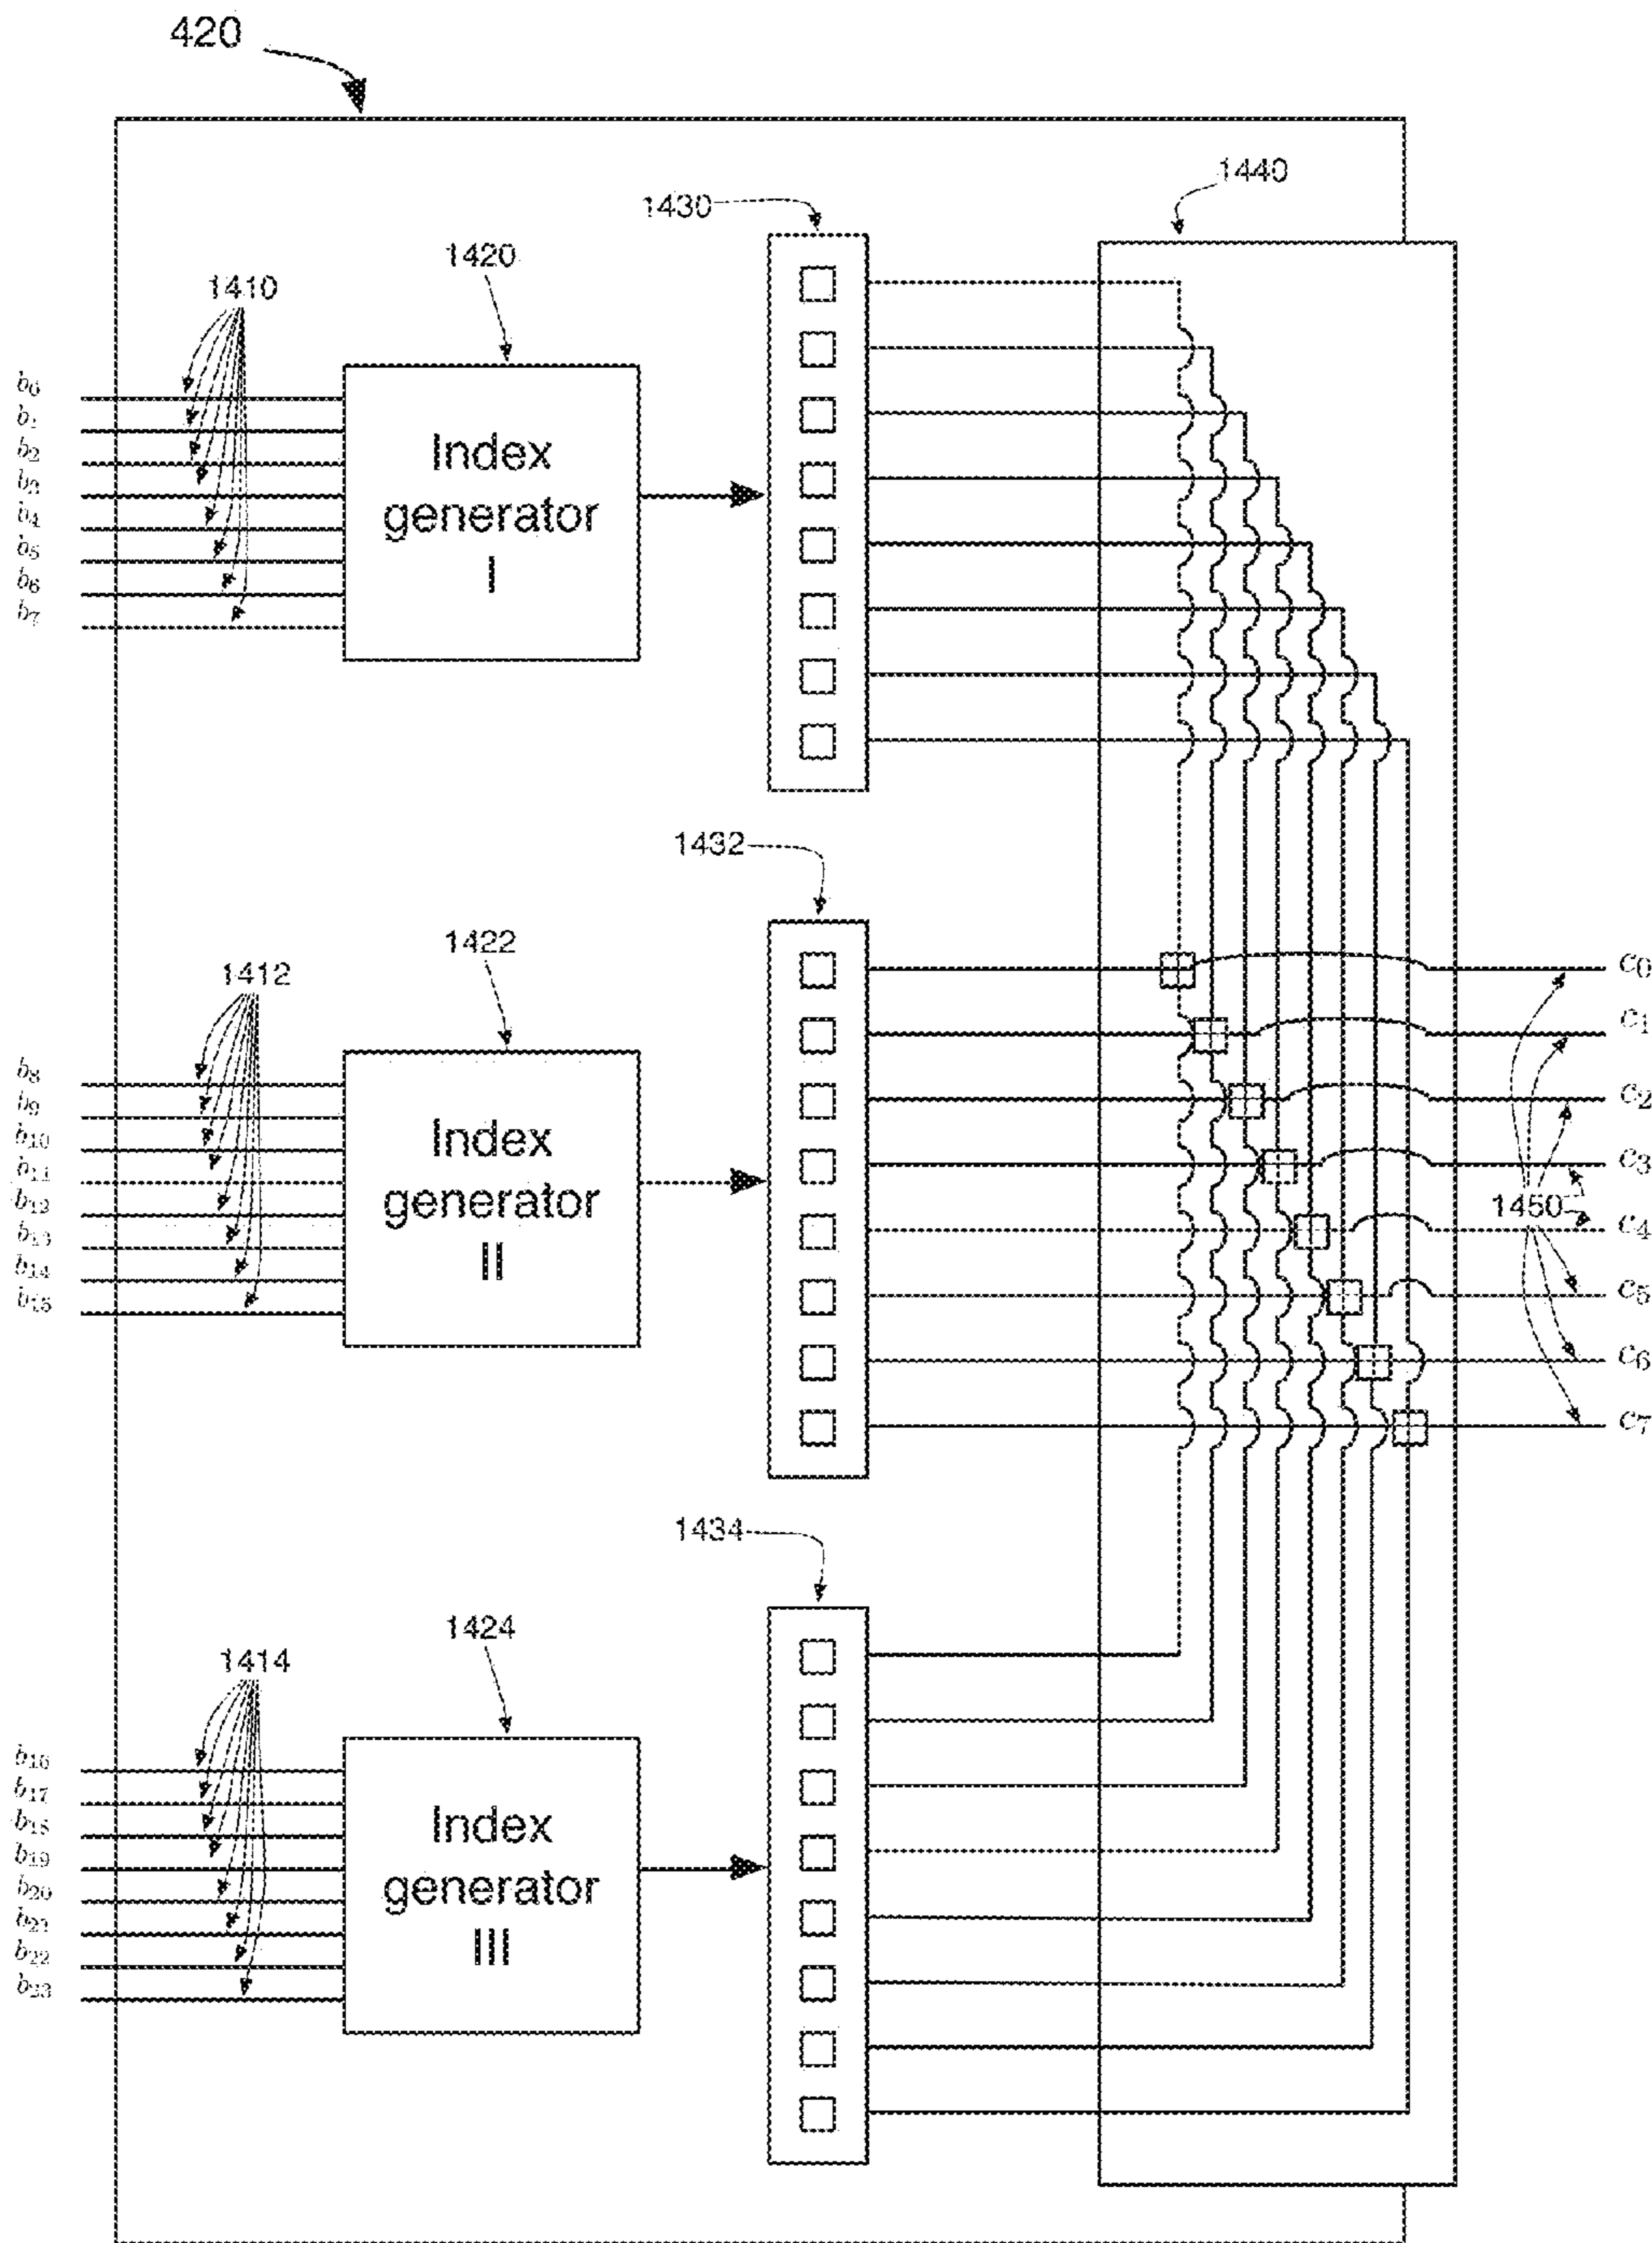 420
1440
1430
1420
1410
b₀
b₁
b₂
b₃
b₄
b₅
b₆
b₇
Index
generator
I
1432
1422
1412
c₀
c₁
c₂
c₃
1450
c₄
c₅
c₆
c₇
b₈
b₉
b₁₀
b₁₁
b₁₂
b₁₃
b₁₄
b₁₅
Index
generator
II
1434
1424
1414
b₁₆
b₁₇
b₁₈
b₁₉
b₂₀
b₂₁
b₂₂
b₂₃
Index
generator
III